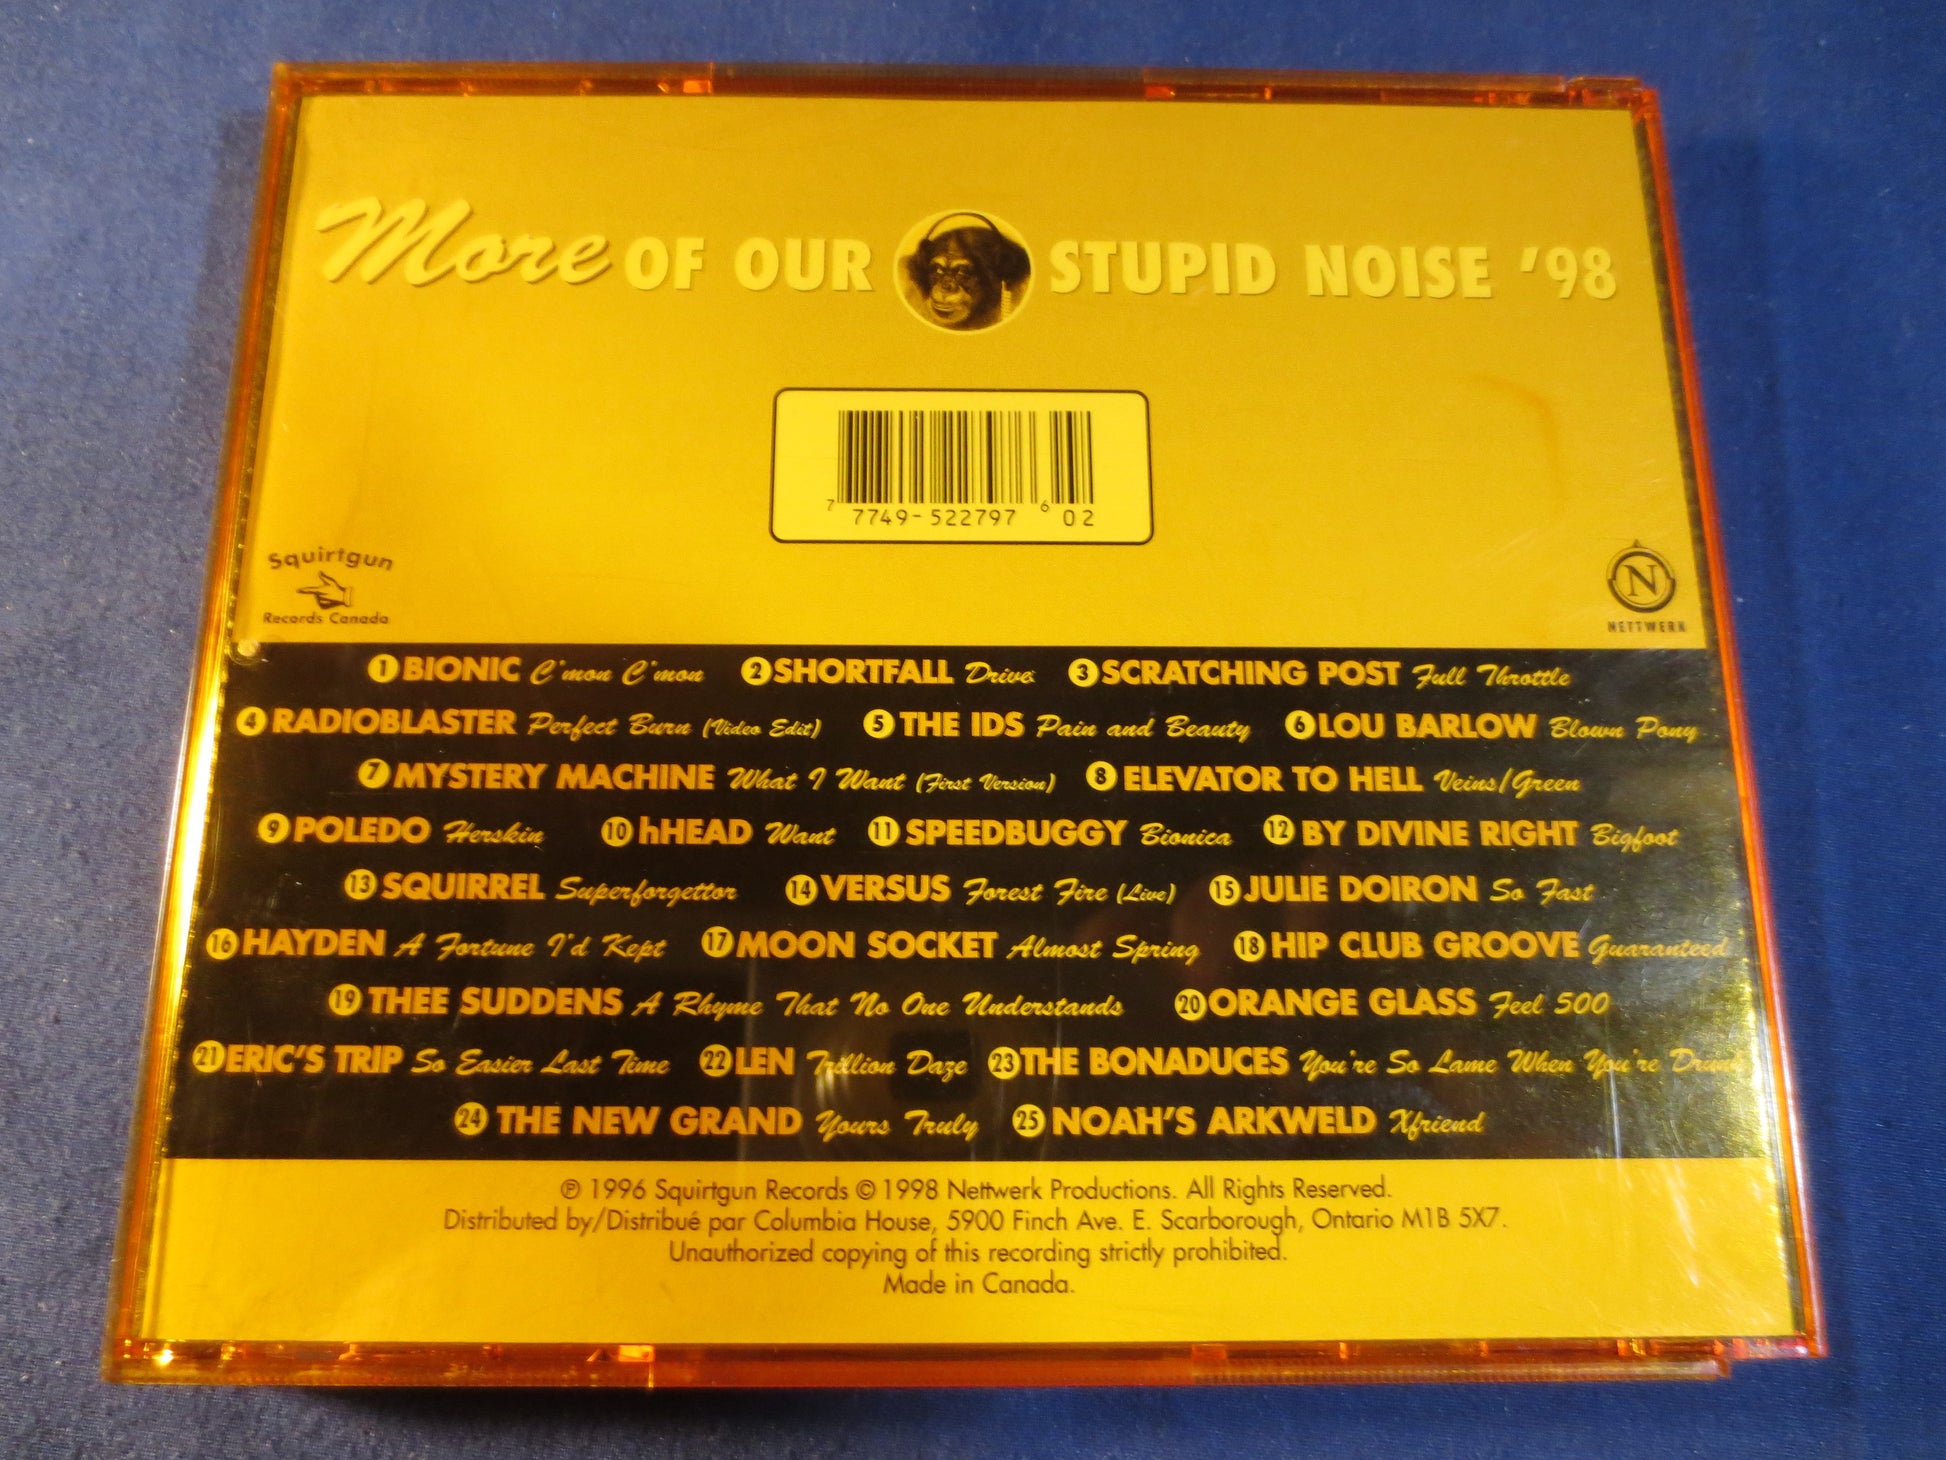 More OF OUR STUPID NOISE '98
7 7749-522797 6 02
Squirtgun
Records Canada
N
NETTWERK
1 BIONIC C'mon C'mon 2 SHORTFALL Drive 3 SCRATCHING POST Full Throttle
4 RADIOBLASTER Perfect Burn (Video Edit) 5 THE IDS Pain and Beauty 6 LOU BARLOW Blown Pony
7 MYSTERY MACHINE What I Want (First Version) 8 ELEVATOR TO HELL Veins/Green
9 POLEDO Herskin 10 hHEAD Want 11 SPEEDBUGGY Bionica 12 BY DIVINE RIGHT Bigfoot
13 SQUIRREL Superforgettor 14 VERSUS Forest Fire (Live) 15 JULIE DOIRON So Fast
16 HAYDEN A Fortune I'd Kept 17 MOON SOCKET Almost Spring 18 HIP CLUB GROOVE Guaranteed
19 THEE SUDDENS A Rhyme That No One Understands 20 ORANGE GLASS Feel 500
21 ERIC'S TRIP So Easier Last Time 22 LEN Trillion Daze 23 THE BONADUCES You're So Lame When You're Drunk
24 THE NEW GRAND Yours Truly 25 NOAH'S ARKWELD Xfriend
℗ 1996 Squirtgun Records © 1998 Nettwerk Productions. All Rights Reserved.
Distributed by/Distribué par Columbia House, 5900 Finch Ave. E. Scarborough, Ontario M1B 5X7.
Unauthorized copying of this recording strictly prohibited.
Made in Canada.